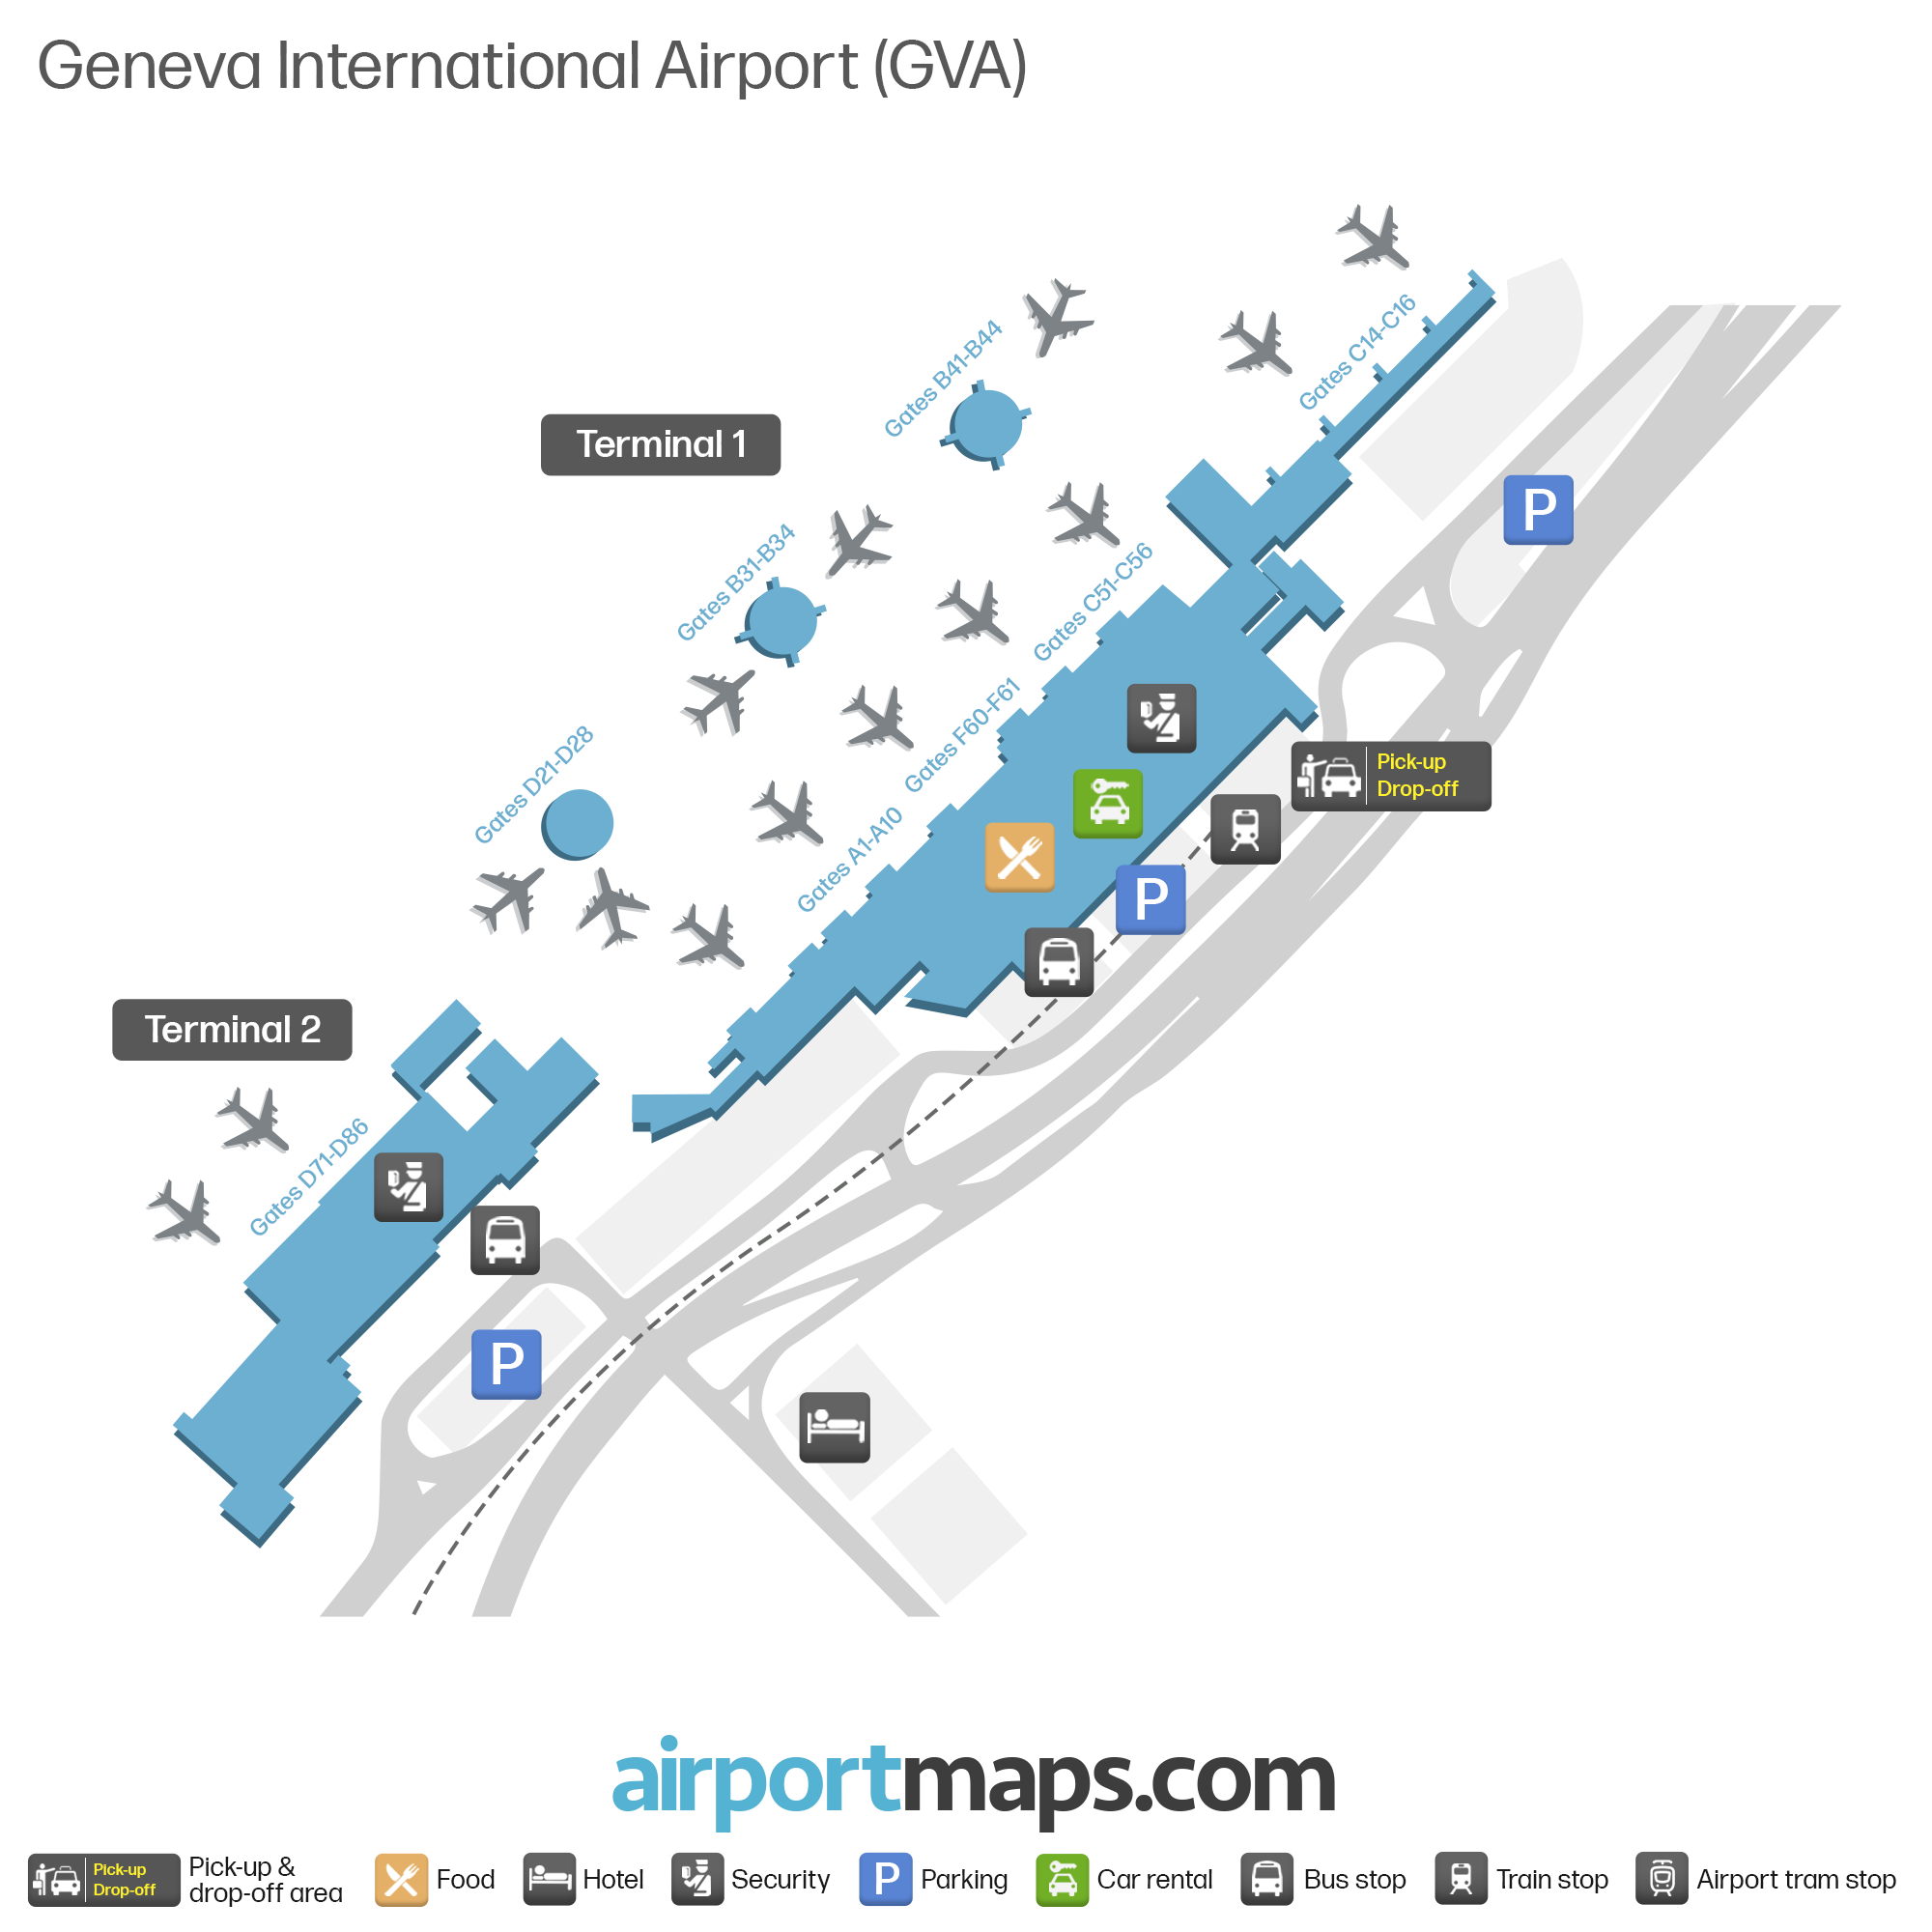 Geneva International Airport (GVA)
Gates C14-C16
Gates B41-B44
Terminal 1
P
Gates B31-B34
Gates C51-C56
Gates F60-F61
Gates D21-D28
Pick-up
Drop-off
Gates A1-A10
P
Terminal 2
Gates D71-D86
P
airportmaps.com
Pick-up
Drop-off
Pick-up &
drop-off area
Food
Hotel
Security
P
Parking
Car rental
Bus stop
Train stop
Airport tram stop